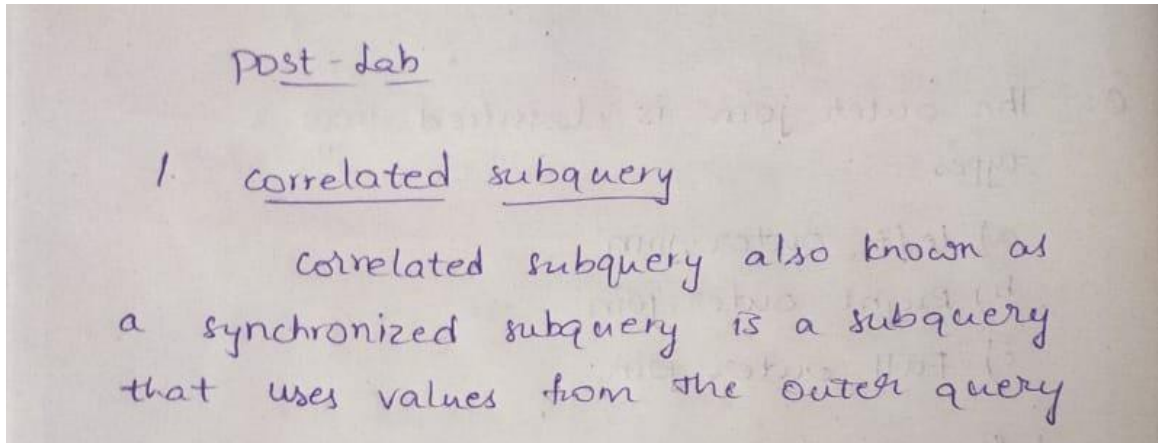 Post-Lab
1. correlated subquery
correlated subquery also known as
a synchronized subquery is a subquery
that uses values from the outer query